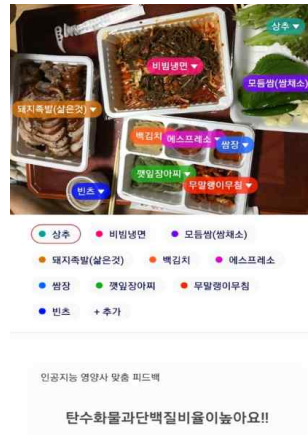 상추 ▼
비빔냉면 ▼
모듬쌈(쌈채소)
돼지족발(삶은것) ▼
백김치
에스프레소 ▼
쌈장 ▼
깻잎장아찌 ▼
무말랭이무침 ▼
빈츠 ▼
상추
비빔냉면
모듬쌈(쌈채소)
돼지족발(삶은것)
백김치
에스프레소
쌈장
깻잎장아찌
무말랭이무침
빈츠
+ 추가
인공지능 영양사 맞춤 피드백
탄수화물과단백질비율이높아요!!